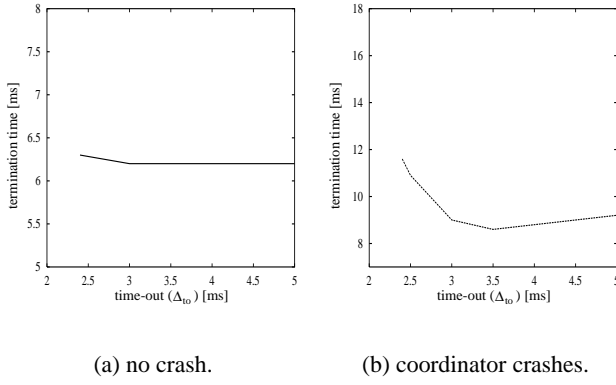 8
7.5
7
6.5
6
5.5
5
termination time [ms]
2 2.5 3 3.5 4 4.5 5
time-out (Δto) [ms]
(a) no crash.
18
16
14
12
10
8
termination time [ms]
2 2.5 3 3.5 4 4.5 5
time-out (Δto) [ms]
(b) coordinator crashes.